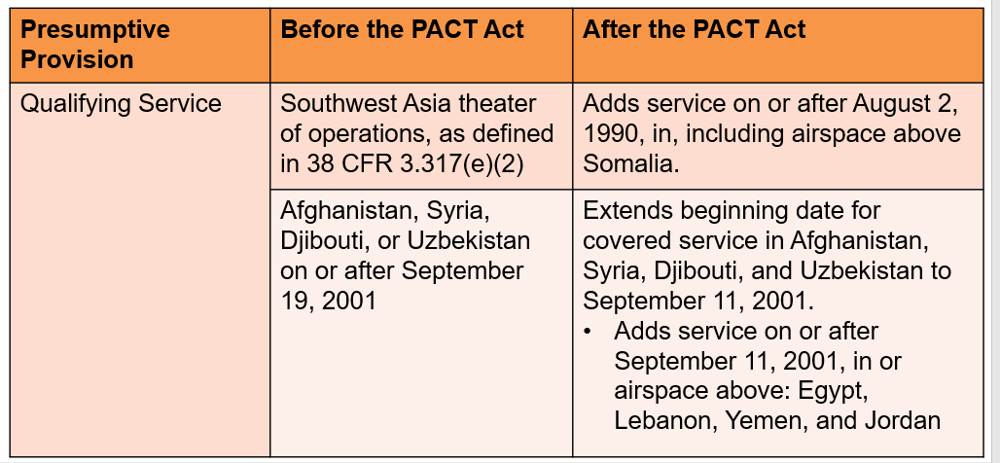 Presumptive
Provision
Before the PACT Act
After the PACT Act
Qualifying Service
Southwest Asia theater
of operations, as defined
in 38 CFR 3.317(e)(2)
Adds service on or after August 2,
1990, in, including airspace above
Somalia.
Afghanistan, Syria,
Djibouti, or Uzbekistan
on or after September
19, 2001
Extends beginning date for
covered service in Afghanistan,
Syria, Djibouti, and Uzbekistan to
September 11, 2001.
• Adds service on or after
September 11, 2001, in or
airspace above: Egypt,
Lebanon, Yemen, and Jordan